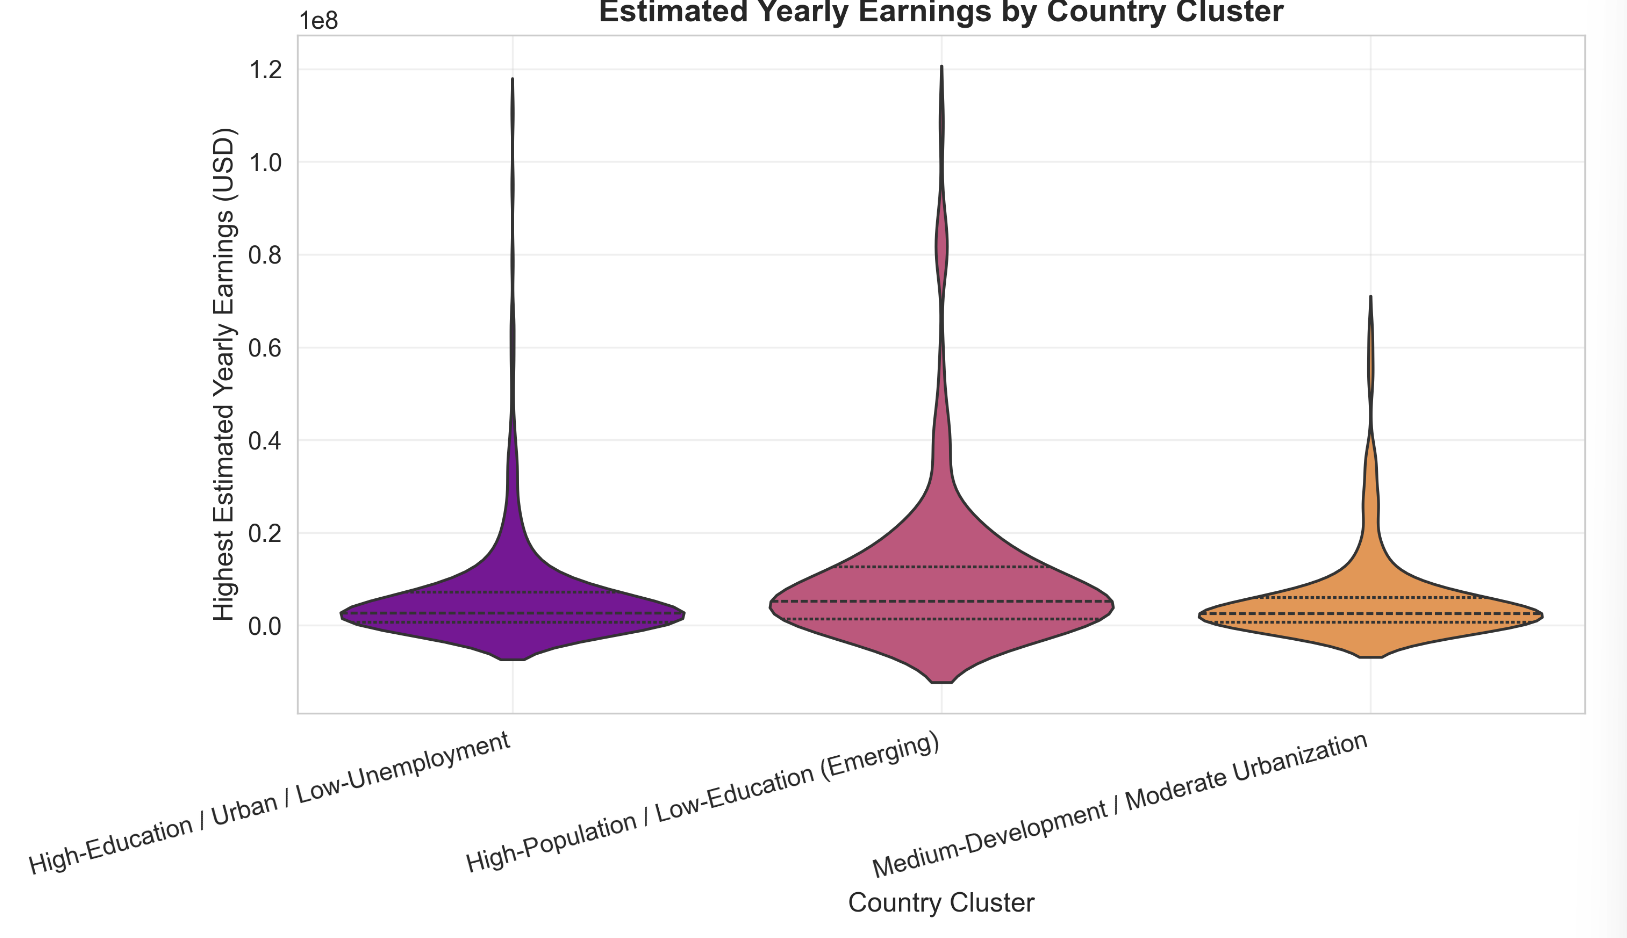 Estimated Yearly Earnings by Country Cluster
1e8
1.2
1.0
0.8
0.6
0.4
0.2
0.0
Highest Estimated Yearly Earnings (USD)
High-Education / Urban / Low-Unemployment
High-Population / Low-Education (Emerging)
Medium-Development / Moderate Urbanization
Country Cluster